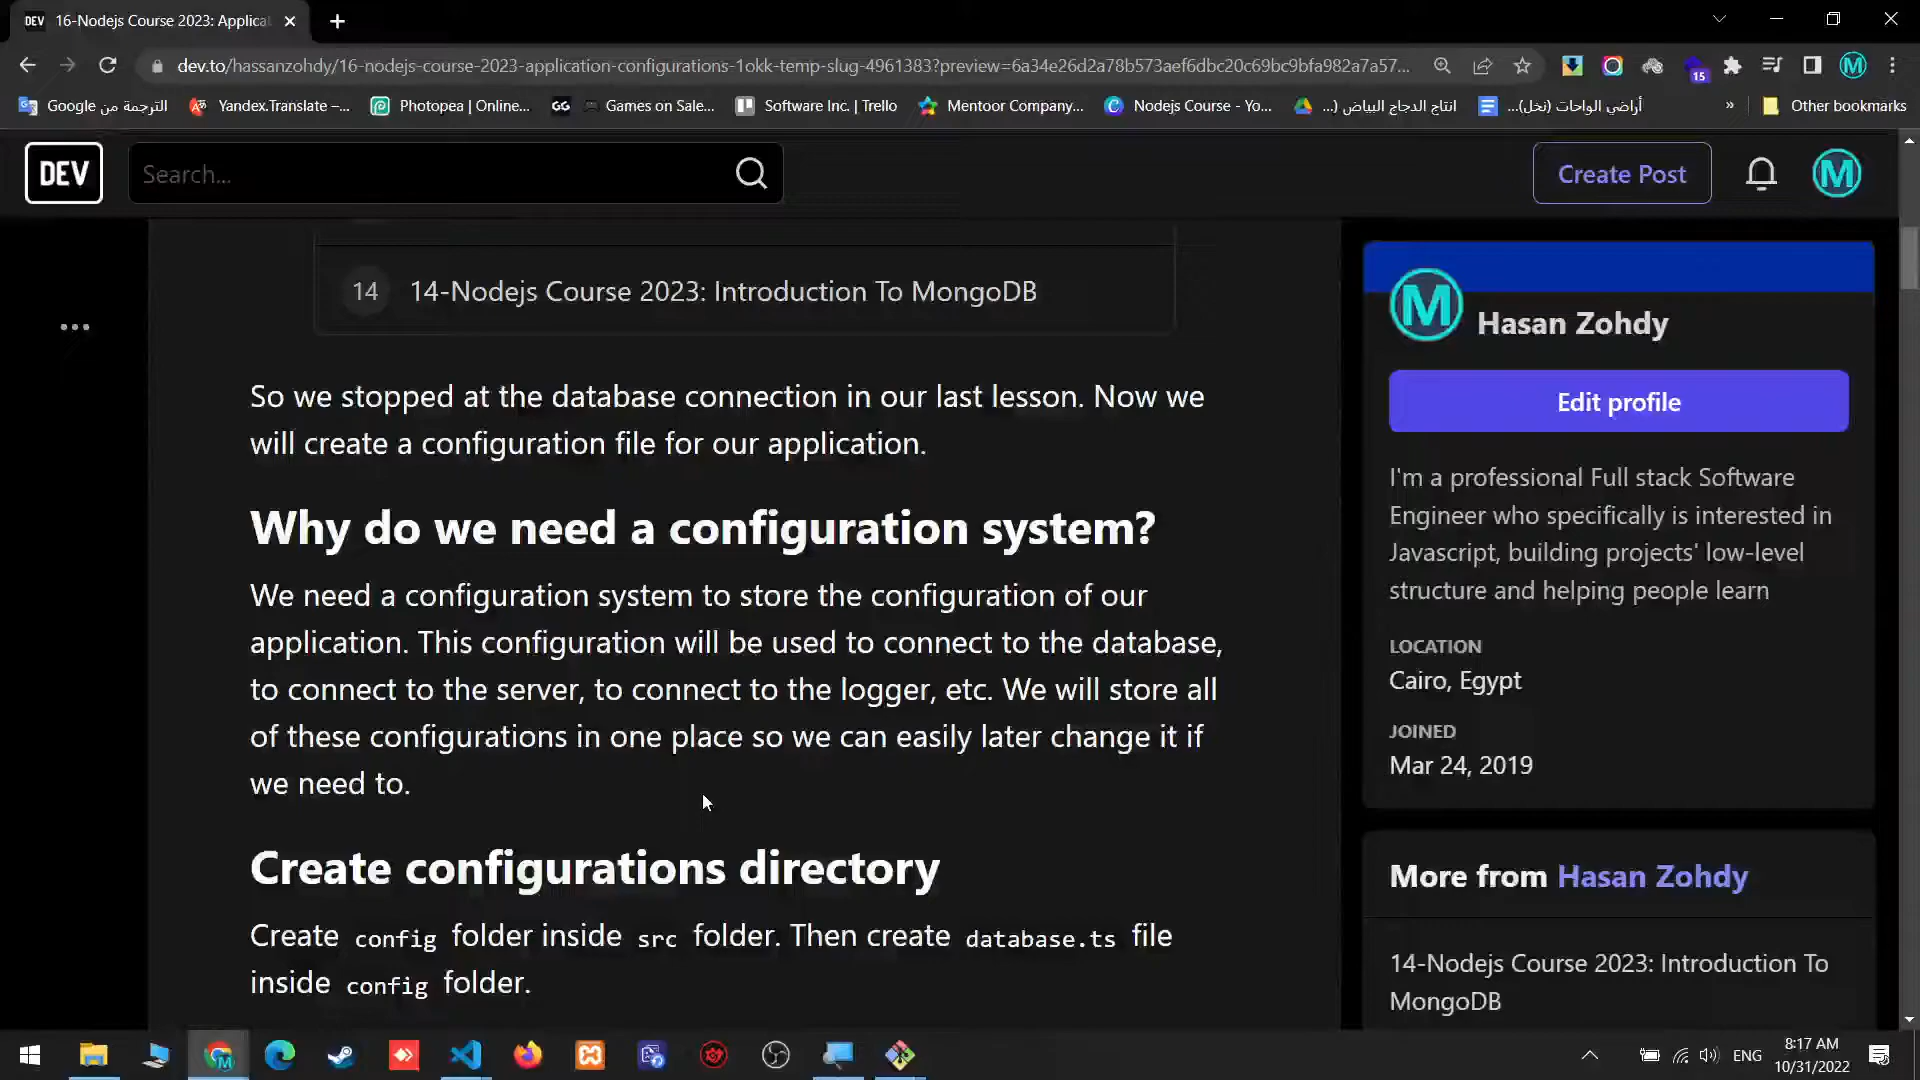 DEV
16-Nodejs Course 2023: Applica
dev.to/hassanzohdy/16-nodejs-course-2023-application-configurations-1okk-temp-slug-4961383?preview=6a34e26d2a78b573aef6dbc20c69bc9bfa982a7a57...
15
M
الترجمة من Google
Yandex.Translate –...
Photopea | Online...
GG
Games on Sale...
Software Inc. | Trello
Mentoor Company...
Nodejs Course - Yo...
انتاج الدجاج البياض (...
أراضي الواحات (نخل)...
»
Other bookmarks
DEV
Search...
Create Post
M
14
14-Nodejs Course 2023: Introduction To MongoDB
So we stopped at the database connection in our last lesson. Now we
will create a configuration file for our application.
Why do we need a configuration system?
We need a configuration system to store the configuration of our
application. This configuration will be used to connect to the database,
to connect to the server, to connect to the logger, etc. We will store all
of these configurations in one place so we can easily later change it if
we need to.
Create configurations directory
Create config folder inside src folder. Then create database.ts file
inside config folder.
M
Hasan Zohdy
Edit profile
I'm a professional Full stack Software
Engineer who specifically is interested in
Javascript, building projects' low-level
structure and helping people learn
LOCATION
Cairo, Egypt
JOINED
Mar 24, 2019
More from Hasan Zohdy
14-Nodejs Course 2023: Introduction To
MongoDB
ENG
8:17 AM
10/31/2022